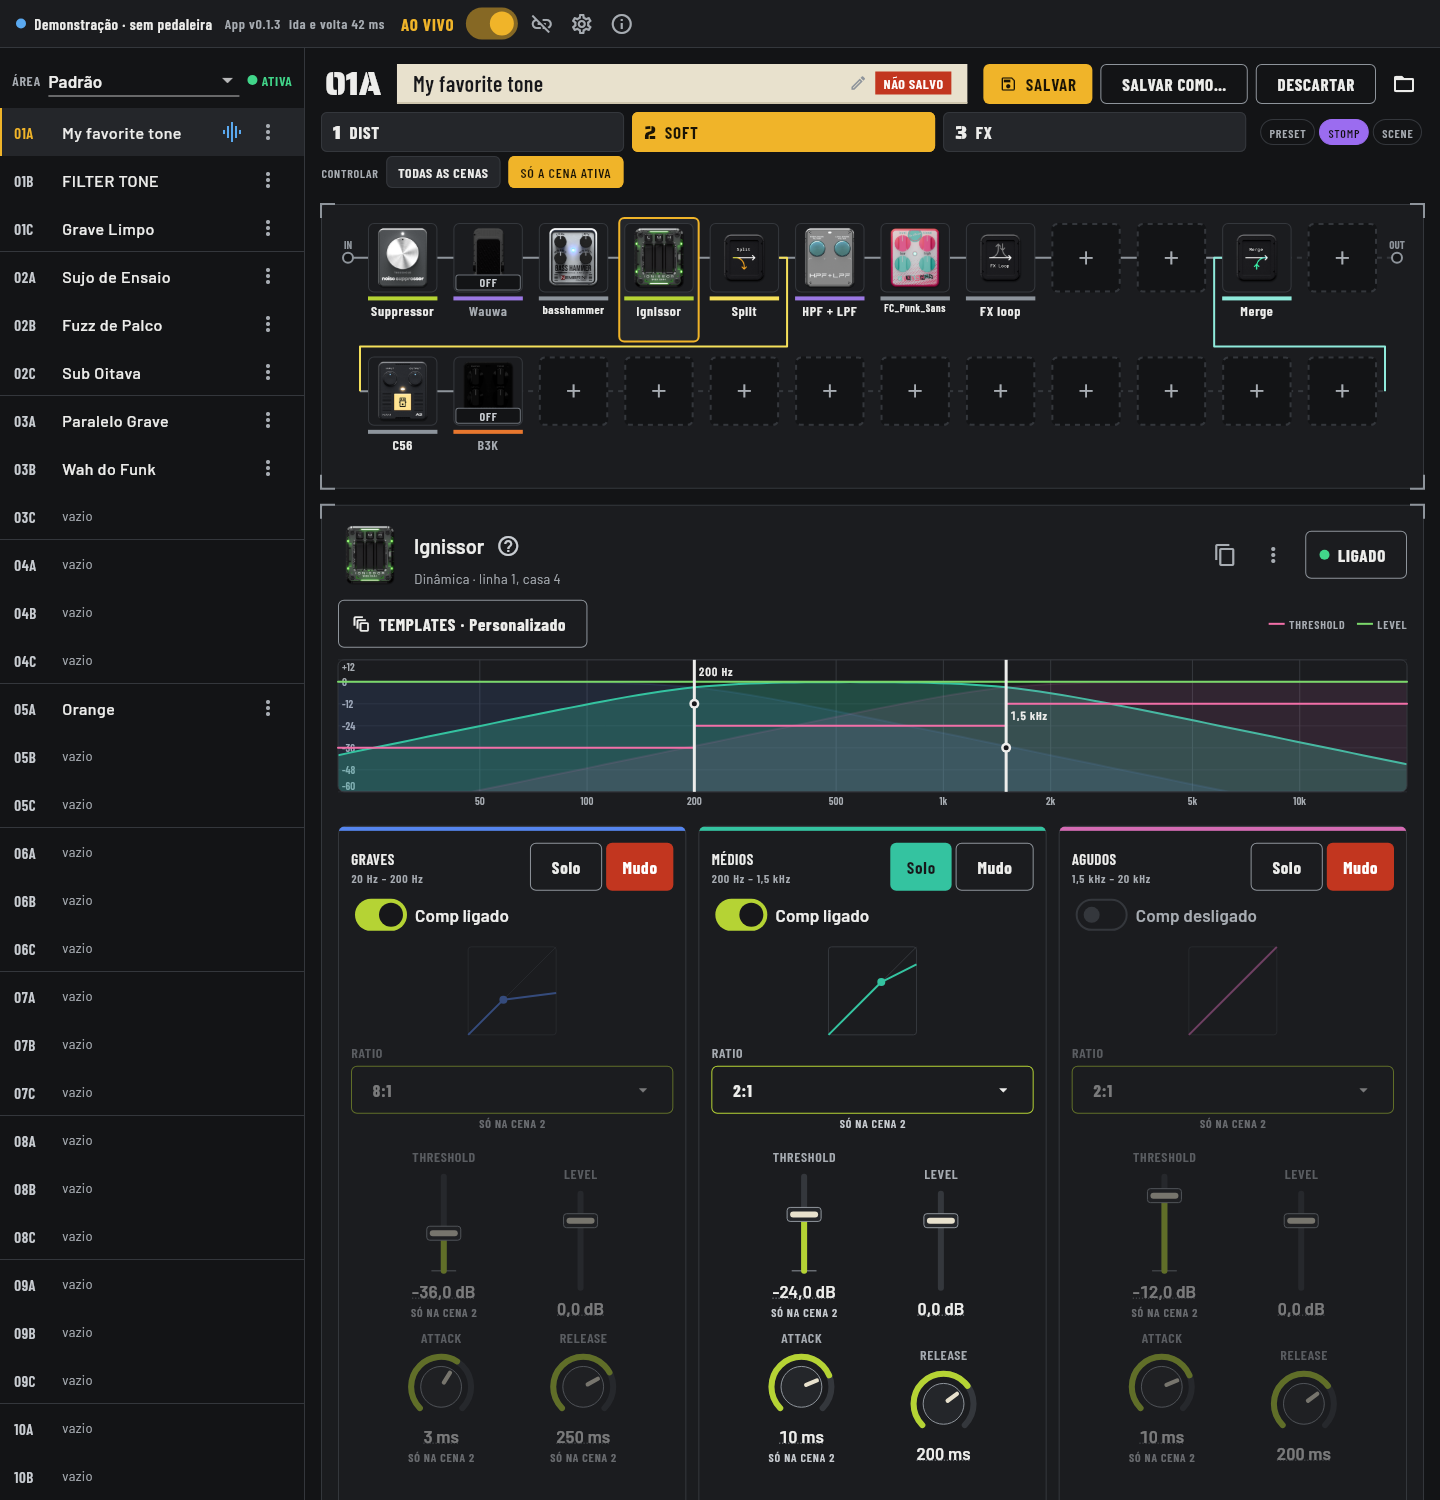 Demonstração · sem pedaleira App v0.1.3 Ida e volta 42 ms AO VIVO
ÁREA Padrão ATIVA
01A My favorite tone
01B FILTER TONE
01C Grave Limpo
02A Sujo de Ensaio
02B Fuzz de Palco
02C Sub Oitava
03A Paralelo Grave
03B Wah do Funk
03C vazio
04A vazio
04B vazio
04C vazio
05A Orange
05B vazio
05C vazio
06A vazio
06B vazio
06C vazio
07A vazio
07B vazio
07C vazio
08A vazio
08B vazio
08C vazio
09A vazio
09B vazio
09C vazio
10A vazio
10B vazio
01A My favorite tone NÃO SALVO SALVAR SALVAR COMO... DESCARTAR
1 DIST 2 SOFT 3 FX PRESET STOMP SCENE
CONTROLAR TODAS AS CENAS SÓ A CENA ATIVA
IN OFF Split FX Loop Merge OUT
Suppressor Wauwa basshammer Ignissor Split HPF + LPF FC_Punk_Sans FX loop Merge
OFF
C56 B3K
Ignissor
Dinâmica · linha 1, casa 4
LIGADO
TEMPLATES · Personalizado
THRESHOLD LEVEL
+12
0
-12
-24
-36
-48
-60
200 Hz
1,5 kHz
50 100 200 500 1k 2k 5k 10k
GRAVES
20 Hz – 200 Hz
Solo Mudo
Comp ligado
RATIO
8:1
SÓ NA CENA 2
THRESHOLD LEVEL
-36,0 dB 0,0 dB
SÓ NA CENA 2
ATTACK RELEASE
3 ms 250 ms
SÓ NA CENA 2
MÉDIOS
200 Hz – 1,5 kHz
Solo Mudo
Comp ligado
RATIO
2:1
SÓ NA CENA 2
THRESHOLD LEVEL
-24,0 dB 0,0 dB
SÓ NA CENA 2
ATTACK RELEASE
10 ms 200 ms
SÓ NA CENA 2
AGUDOS
1,5 kHz – 20 kHz
Solo Mudo
Comp desligado
RATIO
2:1
SÓ NA CENA 2
THRESHOLD LEVEL
-12,0 dB 0,0 dB
SÓ NA CENA 2
ATTACK RELEASE
10 ms 200 ms
SÓ NA CENA 2